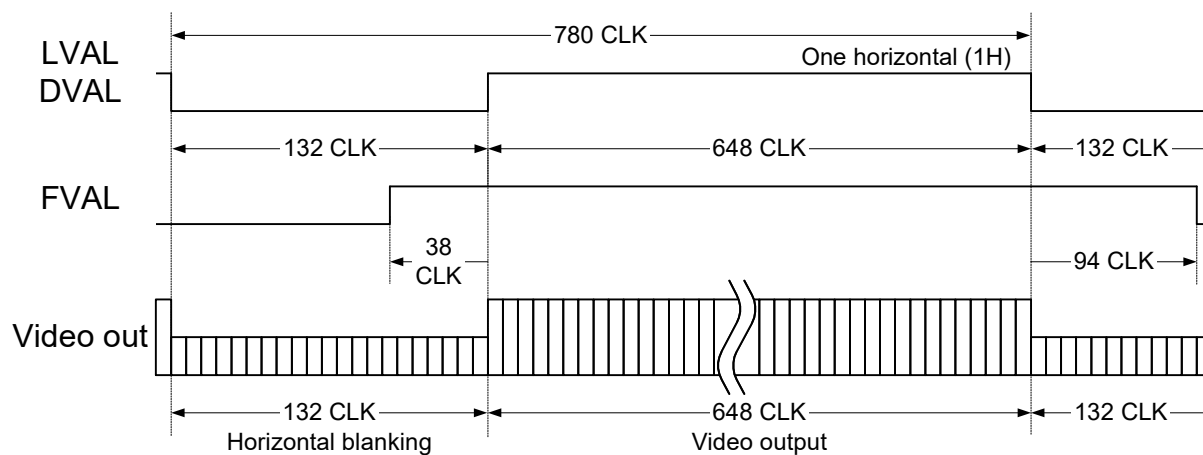 780 CLK
LVAL
One horizontal (1H)
DVAL
132 CLK
648 CLK
132 CLK
FVAL
38
CLK
94 CLK
Video out
132 CLK
648 CLK
132 CLK
Horizontal blanking
Video output